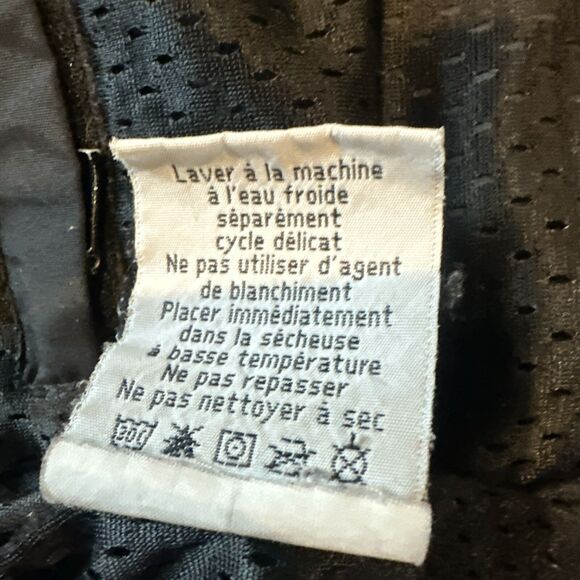 Laver à la machine
à l'eau froide
séparément
cycle délicat
Ne pas utiliser d'agent
de blanchiment
Placer immédiatement
dans la sécheuse
à basse température
Ne pas repasser
Ne pas nettoyer à sec